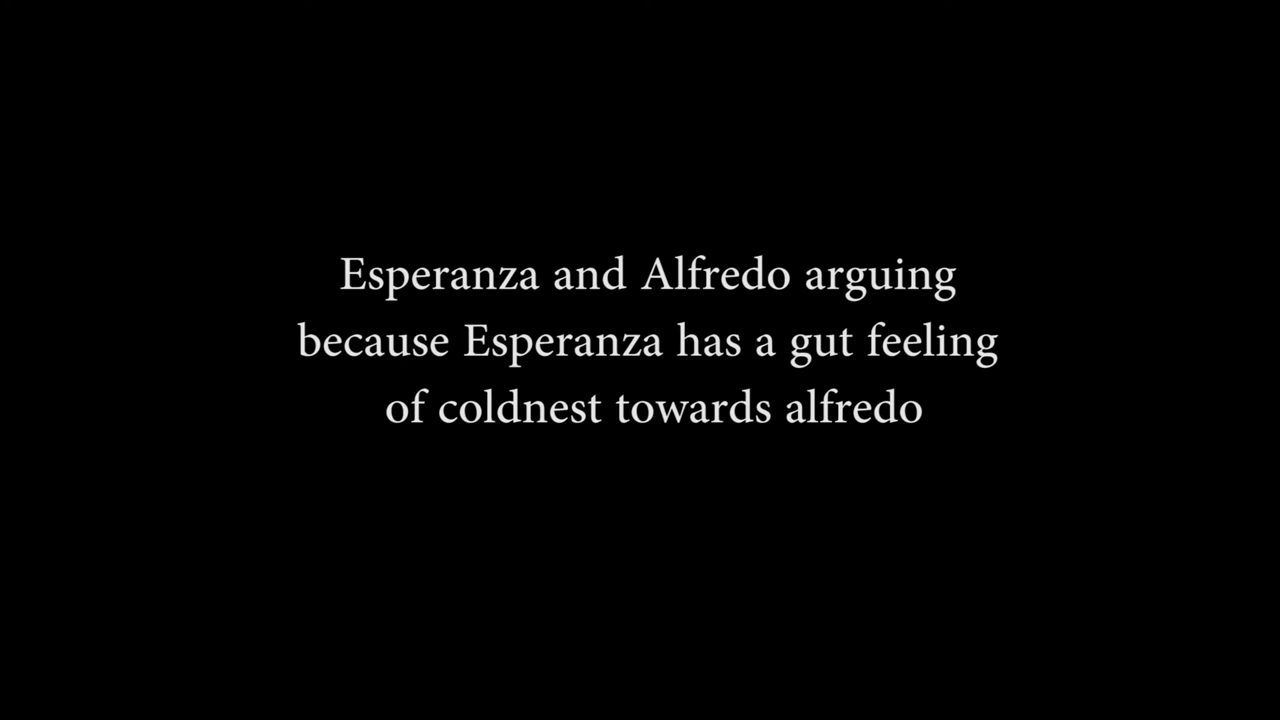 Esperanza and Alfredo arguing
because Esperanza has a gut feeling
of coldnest towards alfredo